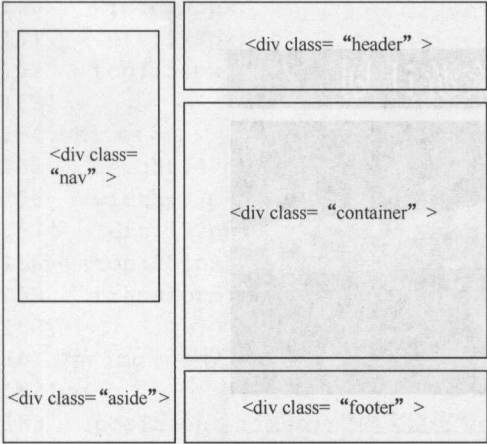 <div class= “header” >
<div class=
“nav” >
<div class= “container” >
<div class=“aside”>
<div class= “footer” >